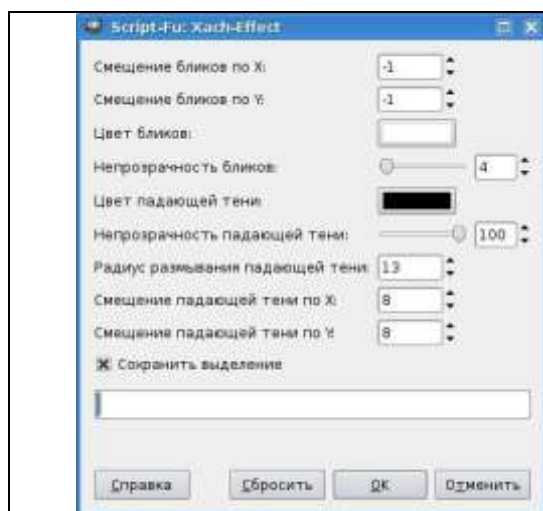 Script-Fu: Xach-Effect
Смещение бликов по X: -1
Смещение бликов по Y: -1
Цвет бликов:
Непрозрачность бликов: 4
Цвет падающей тени:
Непрозрачность падающей тени: 100
Радиус размывания падающей тени: 13
Смещение падающей тени по X: 8
Смещение падающей тени по Y: 8
Сохранить выделение
Справка Сбросить OK Отменить